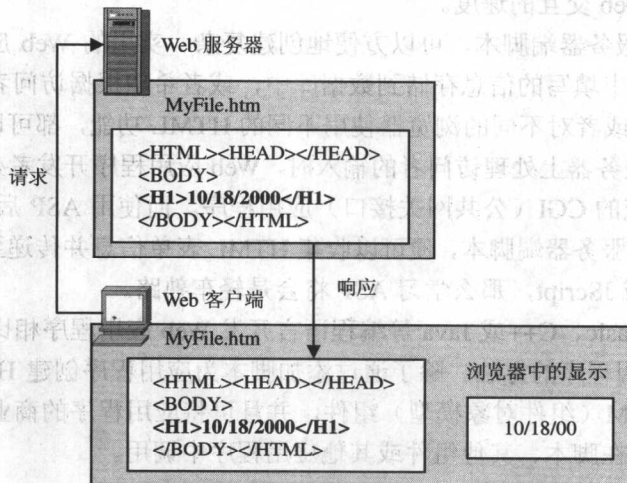 Web 服务器
MyFile.htm
<HTML><HEAD></HEAD>
<BODY>
<H1>10/18/2000</H1>
</BODY></HTML>
请求
响应
Web 客户端
MyFile.htm
<HTML><HEAD></HEAD>
<BODY>
<H1>10/18/2000</H1>
</BODY></HTML>
浏览器中的显示
10/18/00